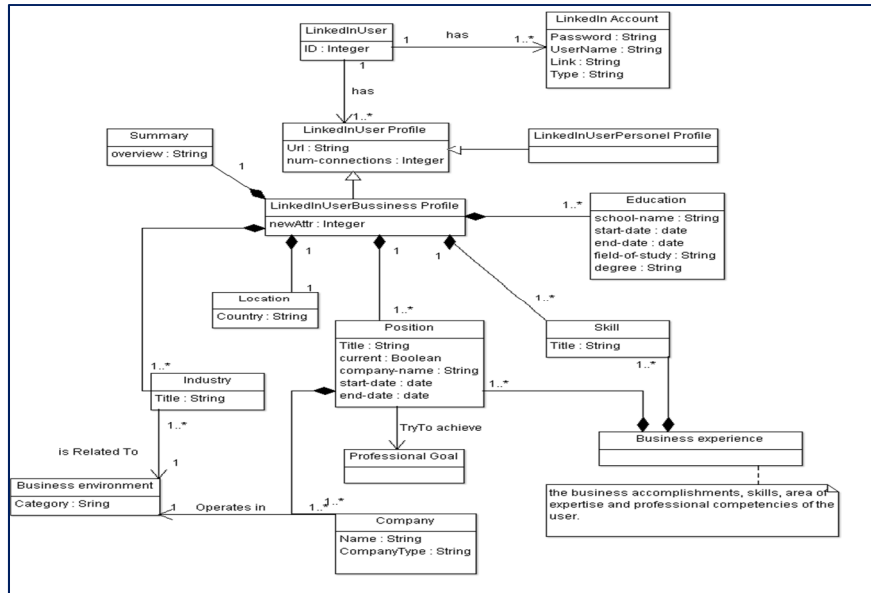 LinkedInUser
ID : Integer
1
has
1..*
LinkedIn Account
Password : String
UserName : String
Link : String
Type : String
1
has
1..*
LinkedInUser Profile
Url : String
num-connections : Integer
LinkedInUserPersonel Profile
Summary
overview : String
1
LinkedInUserBussiness Profile
newAttr : Integer
1..*
Education
school-name : String
start-date : date
end-date : date
field-of-study : String
degree : String
1
1
1
1
Location
Country : String
1..*
Position
Title : String
current : Boolean
company-name : String
start-date : date
end-date : date
1..*
Skill
Title : String
1..*
Industry
Title : String
1..*
1..*
1..*
TryTo achieve
Professional Goal
Business experience
is Related To
1
Business environment
Category : Sring
1
Operates in
1..*
1..*
Company
Name : String
CompanyType : String
the business accomplishments, skills, area of
expertise and professional competencies of the
user.